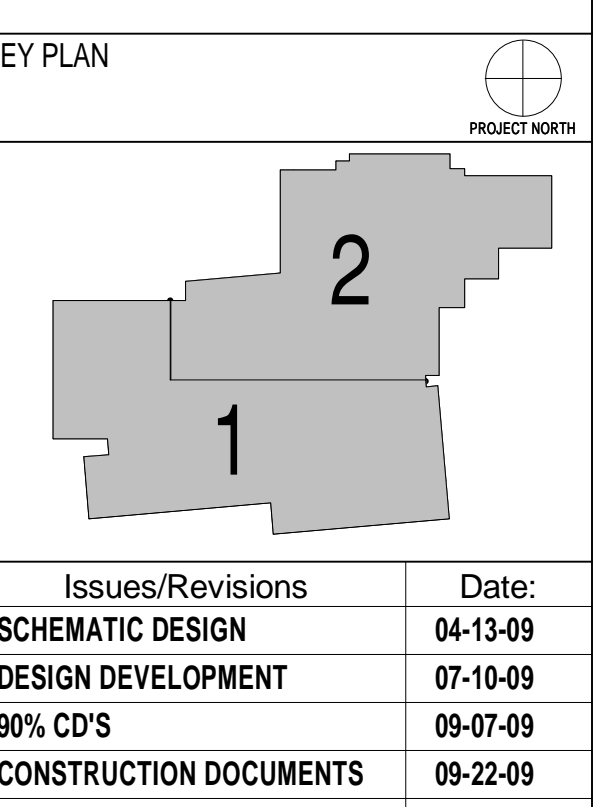 EY PLAN
PROJECT NORTH
2
1
Issues/Revisions Date:
SCHEMATIC DESIGN 04-13-09
DESIGN DEVELOPMENT 07-10-09
90% CD'S 09-07-09
CONSTRUCTION DOCUMENTS 09-22-09